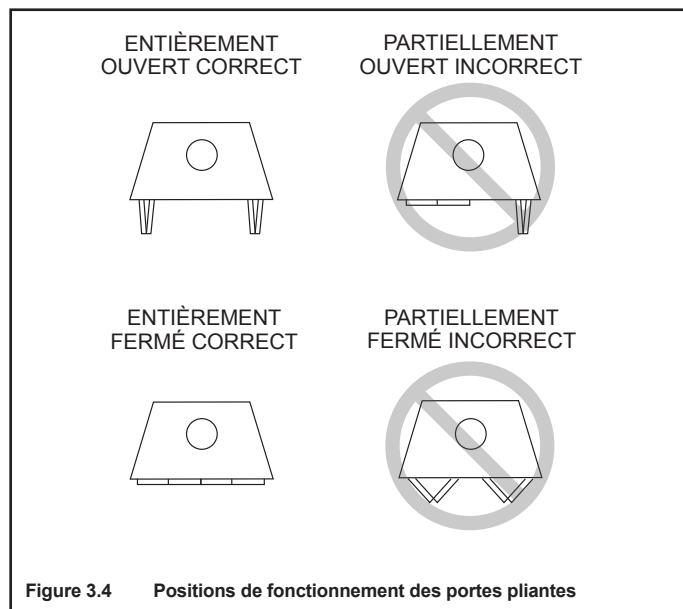 ENTIÈREMENT
OUVERT CORRECT
PARTIELLEMENT
OUVERT INCORRECT
ENTIÈREMENT
FERMÉ CORRECT
PARTIELLEMENT
FERMÉ INCORRECT
Figure 3.4 Positions de fonctionnement des portes pliantes